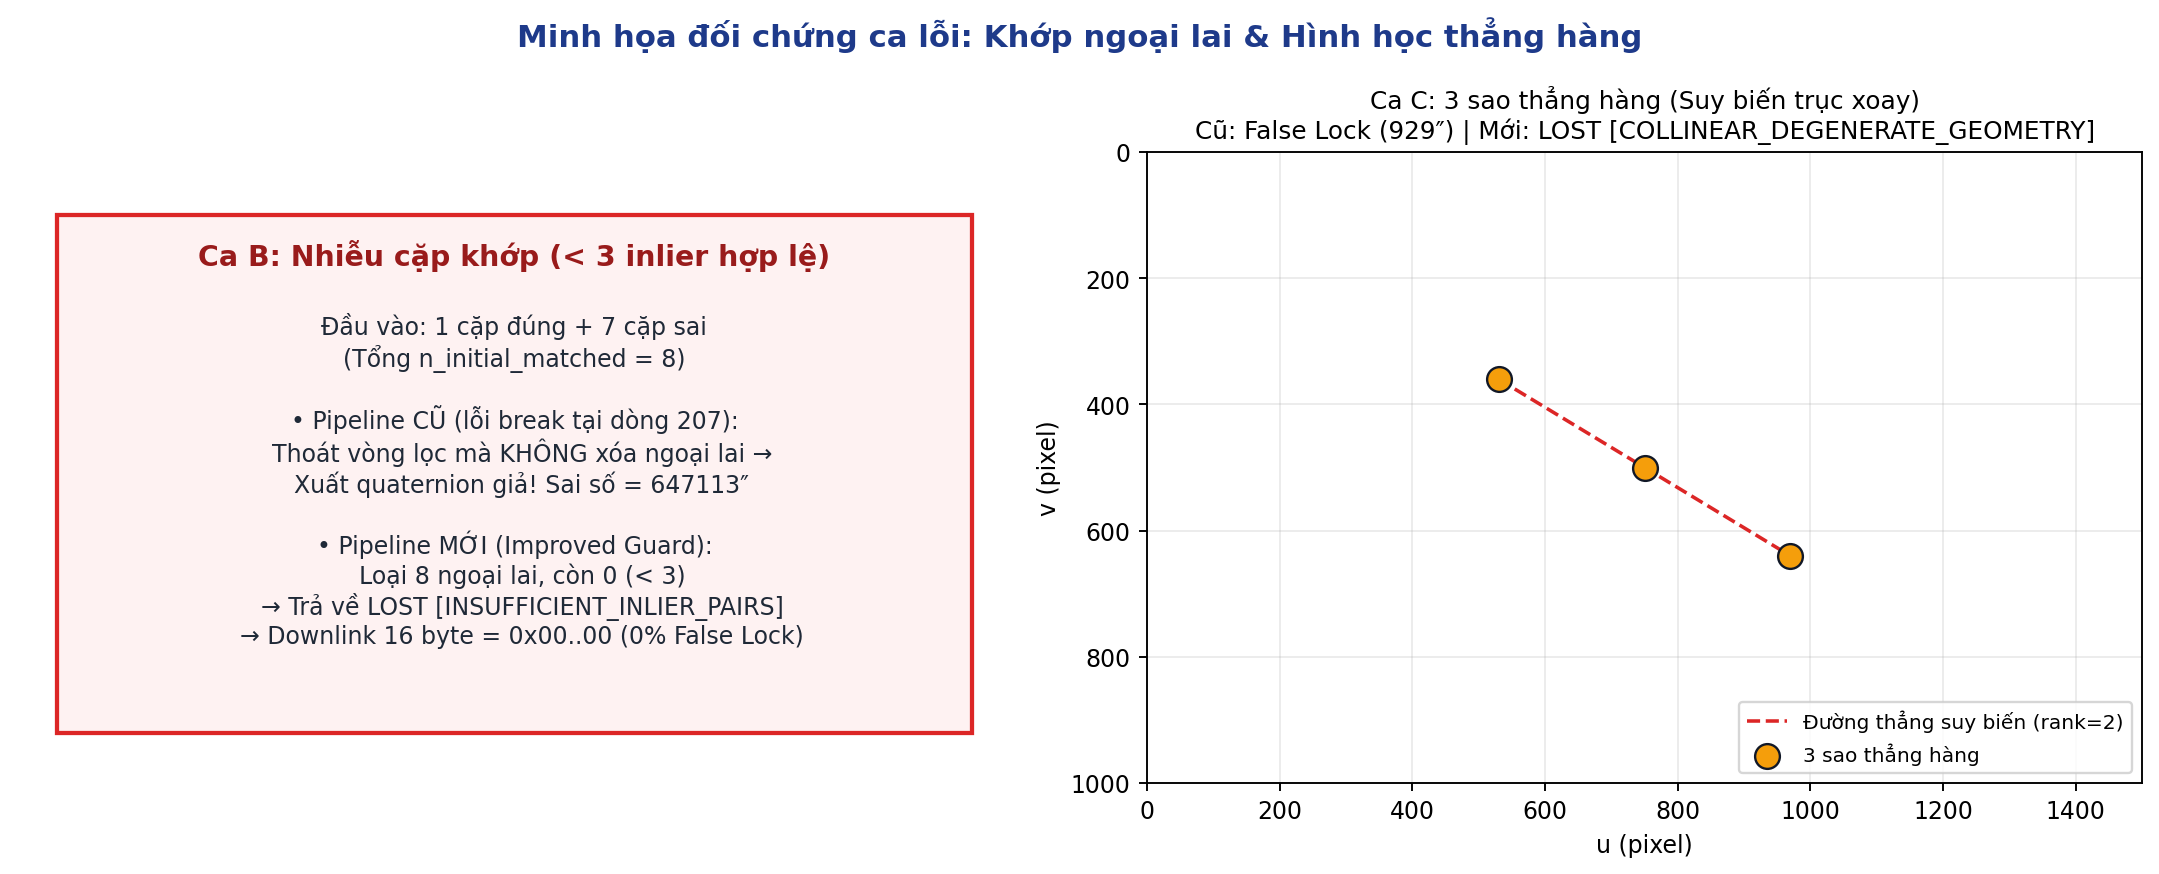 Minh họa đối chứng ca lỗi: Khớp ngoại lai & Hình học thẳng hàng
Ca B: Nhiễu cặp khớp (< 3 inlier hợp lệ)
Đầu vào: 1 cặp đúng + 7 cặp sai
(Tổng n_initial_matched = 8)
• Pipeline CŨ (lỗi break tại dòng 207):
Thoát vòng lọc mà KHÔNG xóa ngoại lai →
Xuất quaternion giả! Sai số = 647113″
• Pipeline MỚI (Improved Guard):
Loại 8 ngoại lai, còn 0 (< 3)
→ Trả về LOST [INSUFFICIENT_INLIER_PAIRS]
→ Downlink 16 byte = 0x00..00 (0% False Lock)
Ca C: 3 sao thẳng hàng (Suy biến trục xoay)
Cũ: False Lock (929″) | Mới: LOST [COLLINEAR_DEGENERATE_GEOMETRY]
0
200
400
600
800
1000
v (pixel)
Đường thẳng suy biến (rank=2)
3 sao thẳng hàng
0 200 400 600 800 1000 1200 1400
u (pixel)